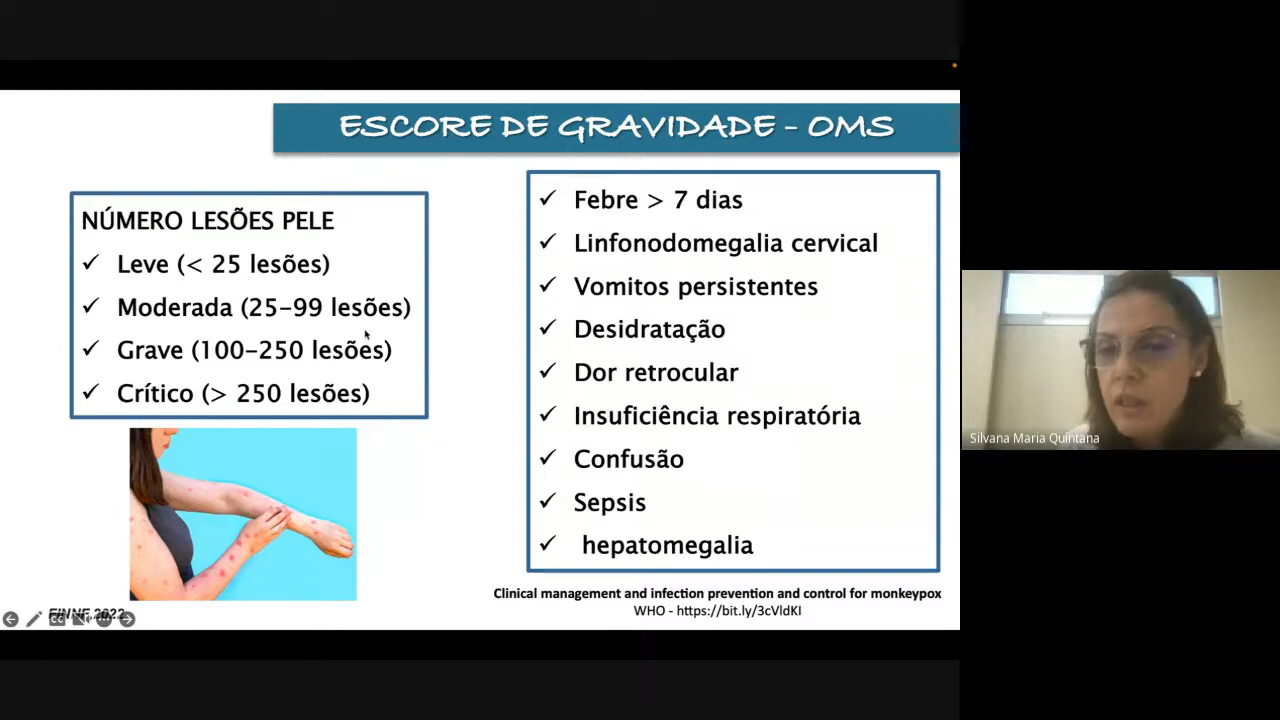 ESCORE DE GRAVIDADE - OMS
NÚMERO LESÕES PELE
✓ Leve (< 25 lesões)
✓ Moderada (25-99 lesões)
✓ Grave (100-250 lesões)
✓ Crítico (> 250 lesões)
✓ Febre > 7 dias
✓ Linfonodomegalia cervical
✓ Vomitos persistentes
✓ Desidratação
✓ Dor retrocular
✓ Insuficiência respiratória
✓ Confusão
✓ Sepsis
✓ hepatomegalia
Clinical management and infection prevention and control for monkeypox
WHO - https://bit.ly/3cVldKI
Silvana Maria Quintana